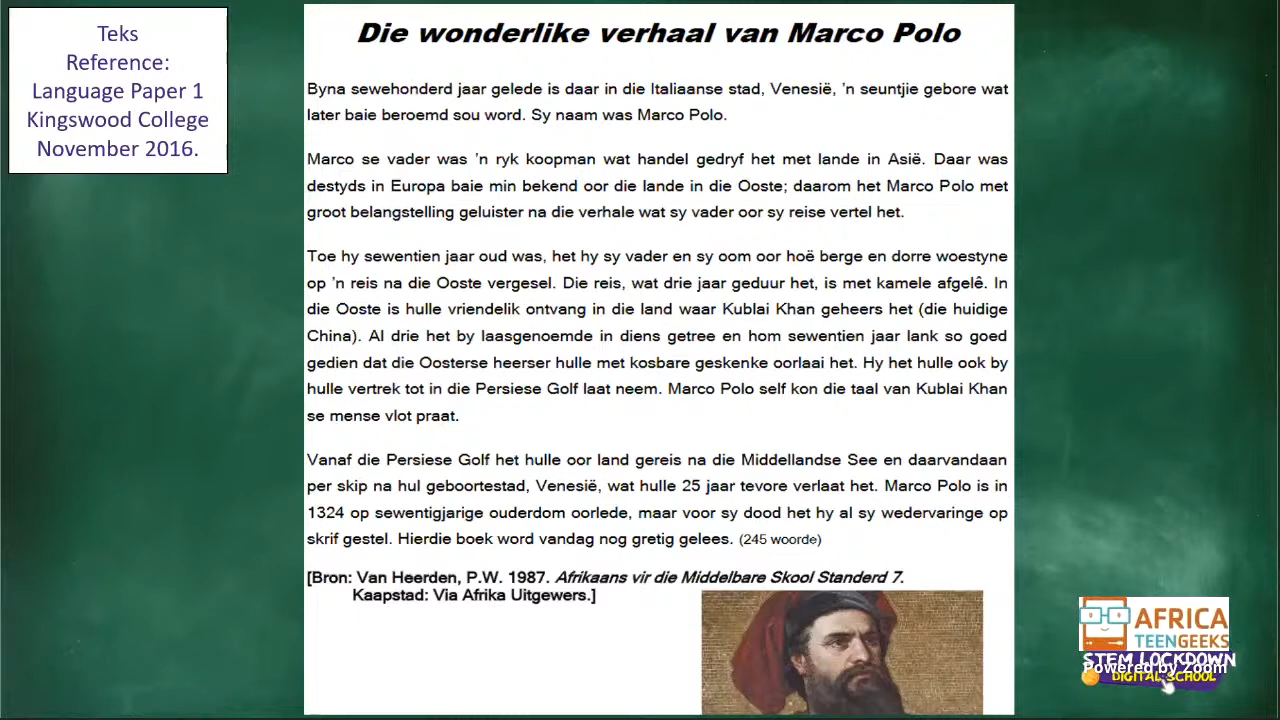 Teks
Reference:
Language Paper 1
Kingswood College
November 2016.
Die wonderlike verhaal van Marco Polo
Byna sewehonderd jaar gelede is daar in die Italiaanse stad, Venesië, 'n seuntjie gebore wat
later baie beroemd sou word. Sy naam was Marco Polo.
Marco se vader was 'n ryk koopman wat handel gedryf het met lande in Asië. Daar was
destyds in Europa baie min bekend oor die lande in die Ooste; daarom het Marco Polo met
groot belangstelling geluister na die verhale wat sy vader oor sy reise vertel het.
Toe hy sewentien jaar oud was, het hy sy vader en sy oom oor hoë berge en dorre woestyne
op 'n reis na die Ooste vergesel. Die reis, wat drie jaar geduur het, is met kamele afgelê. In
die Ooste is hulle vriendelik ontvang in die land waar Kublai Khan geheers het (die huidige
China). Al drie het by laasgenoemde in diens getree en hom sewentien jaar lank so goed
gedien dat die Oosterse heerser hulle met kosbare geskenke oorlaai het. Hy het hulle ook by
hulle vertrek tot in die Persiese Golf laat neem. Marco Polo self kon die taal van Kublai Khan
se mense vlot praat.
Vanaf die Persiese Golf het hulle oor land gereis na die Middellandse See en daarvandaan
per skip na hul geboortestad, Venesië, wat hulle 25 jaar tevore verlaat het. Marco Polo is in
1324 op sewentigjarige ouderdom oorlede, maar voor sy dood het hy al sy wedervaringe op
skrif gestel. Hierdie boek word vandag nog gretig gelees. (245 woorde)
[Bron: Van Heerden, P.W. 1987. Afrikaans vir die Middelbare Skool Standerd 7.
Kaapstad: Via Afrika Uitgewers.]
AFRICA
TEENGEEKS
STEM LOCKDOWN
Powered by Zoom
DIGITAL SCHOOL